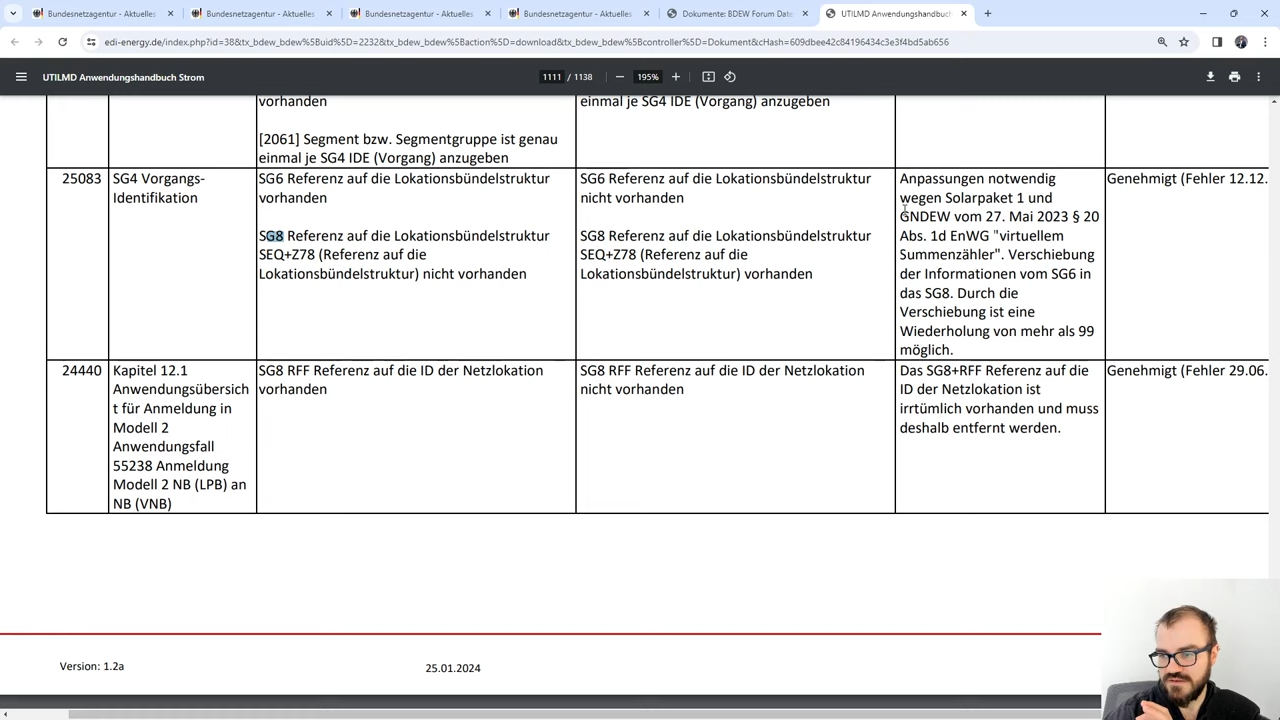 Bundesnetzagentur - Aktuelles
Bundesnetzagentur - Aktuelles
Bundesnetzagentur - Aktuelles
Bundesnetzagentur - Aktuelles
Dokumente: BDEW Forum Date
UTILMD Anwendungshandbuch
edi-energy.de/index.php?id=38&tx_bdew_bdew%5Buid%5D=2232&tx_bdew_bdew%5Baction%5D=download&tx_bdew_bdew%5Bcontroller%5D=Dokument&cHash=609dbee42c84196434c3e3f4bd5ab656
UTILMD Anwendungshandbuch Strom
1111 / 1138
195%
vorhanden
[2061] Segment bzw. Segmentgruppe ist genau
einmal je SG4 IDE (Vorgang) anzugeben
einmal je SG4 IDE (Vorgang) anzugeben
25083
SG4 Vorgangs-
Identifikation
SG6 Referenz auf die Lokationsbündelstruktur
vorhanden
SG8 Referenz auf die Lokationsbündelstruktur
SEQ+Z78 (Referenz auf die
Lokationsbündelstruktur) nicht vorhanden
SG6 Referenz auf die Lokationsbündelstruktur
nicht vorhanden
SG8 Referenz auf die Lokationsbündelstruktur
SEQ+Z78 (Referenz auf die
Lokationsbündelstruktur) vorhanden
Anpassungen notwendig
wegen Solarpaket 1 und
GNDEW vom 27. Mai 2023 § 20
Abs. 1d EnWG "virtuellem
Summenzähler". Verschiebung
der Informationen vom SG6 in
das SG8. Durch die
Verschiebung ist eine
Wiederholung von mehr als 99
möglich.
Genehmigt (Fehler 12.12.
24440
Kapitel 12.1
Anwendungsübersich
t für Anmeldung in
Modell 2
Anwendungsfall
55238 Anmeldung
Modell 2 NB (LPB) an
NB (VNB)
SG8 RFF Referenz auf die ID der Netzlokation
vorhanden
SG8 RFF Referenz auf die ID der Netzlokation
nicht vorhanden
Das SG8+RFF Referenz auf die
ID der Netzlokation ist
irrtümlich vorhanden und muss
deshalb entfernt werden.
Genehmigt (Fehler 29.06.
Version: 1.2a
25.01.2024